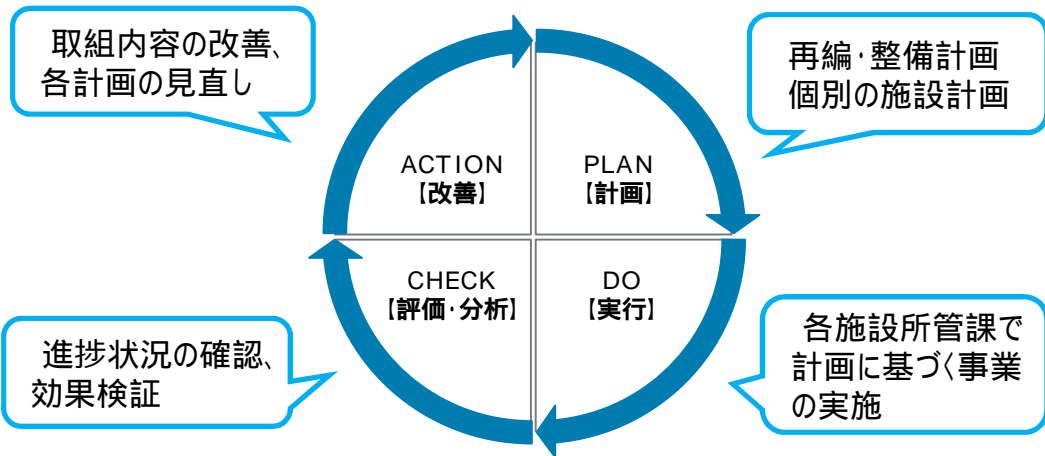 取組内容の改善、
各計画の見直し
再編・整備計画
個別の施設計画
ACTION
【改善】
PLAN
【計画】
CHECK
【評価・分析】
DO
【実行】
進捗状況の確認、
効果検証
各施設所管課で
計画に基づく事業
の実施